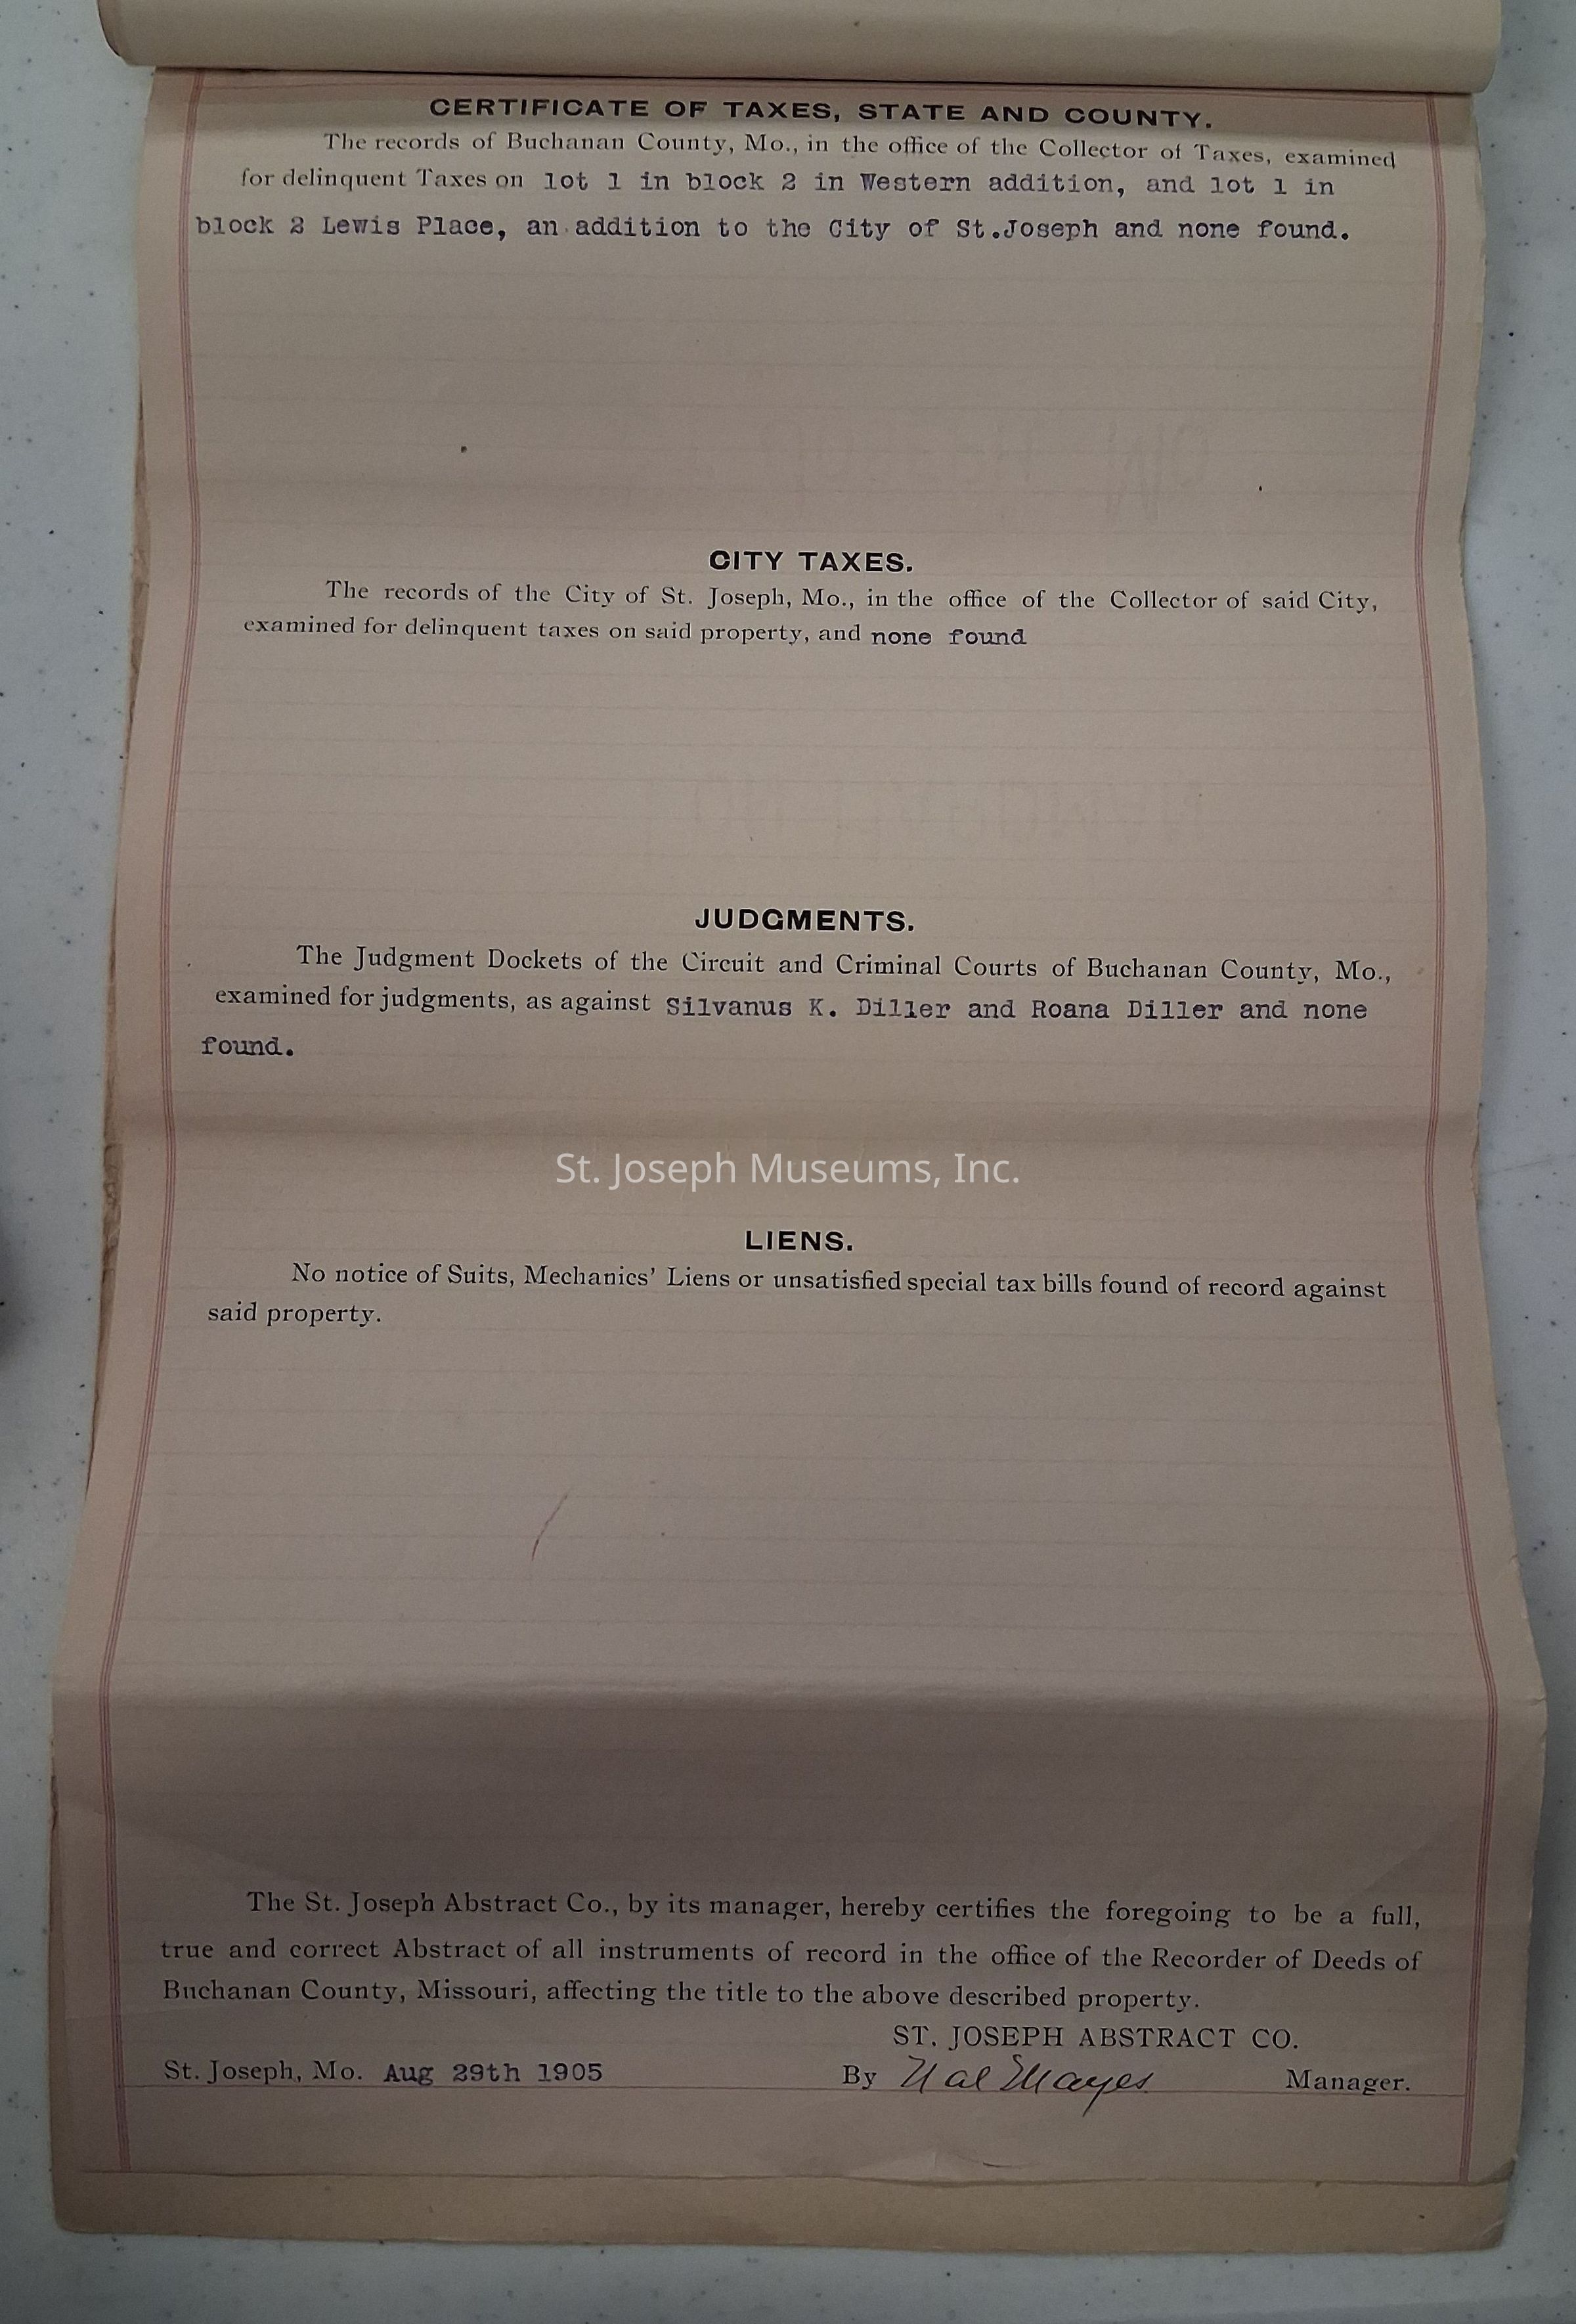 CERTIFICATE OF TAXES, STATE AND COUNTY.
The records of Buchanan County, Mo., in the office of the Collector of Taxes, examined
for delinquent Taxes on lot 1 in block 2 in Western addition, and lot 1 in
block 2 Lewis Place, an addition to the City of St.Joseph and none found.
CITY TAXES.
The records of the City of St. Joseph, Mo., in the office of the Collector of said City,
examined for delinquent taxes on said property, and none found
JUDGMENTS.
The Judgment Dockets of the Circuit and Criminal Courts of Buchanan County, Mo.,
examined for judgments, as against Silvanus K. Diller and Roana Diller and none
found.
St. Joseph Museums, Inc.
LIENS.
No notice of Suits, Mechanics' Liens or unsatisfied special tax bills found of record against
said property.
The St. Joseph Abstract Co., by its manager, hereby certifies the foregoing to be a full,
true and correct Abstract of all instruments of record in the office of the Recorder of Deeds of
Buchanan County, Missouri, affecting the title to the above described property.
ST. JOSEPH ABSTRACT CO.
St. Joseph, Mo. Aug 29th 1905 By Hal Mayes Manager.